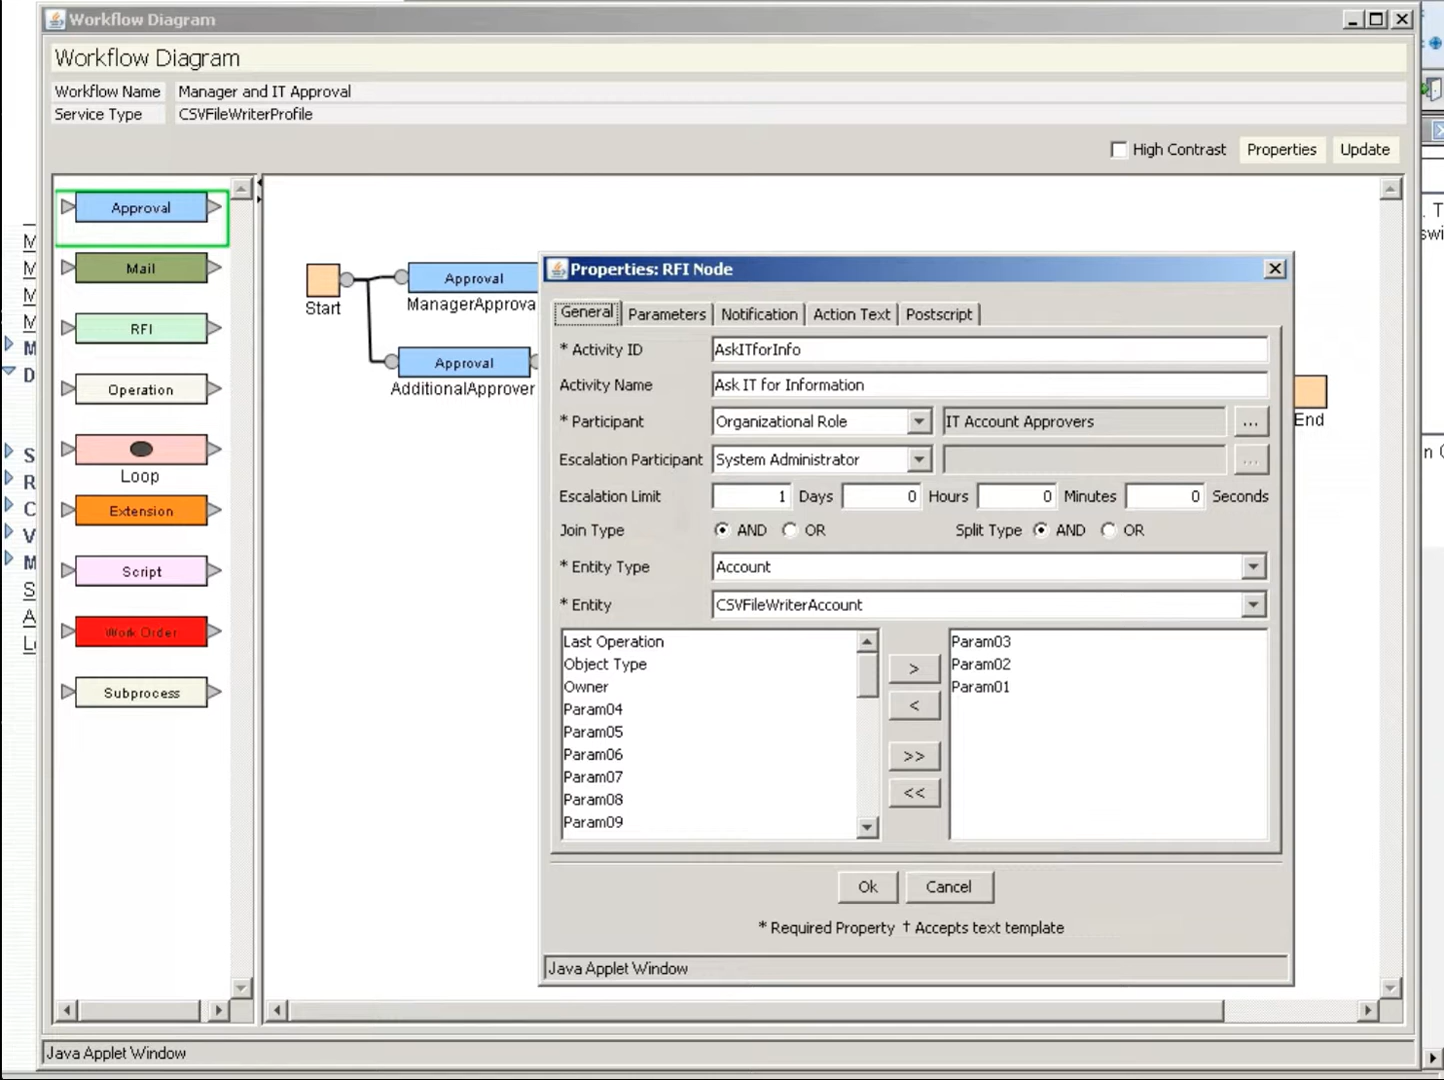 Workflow Diagram
Workflow Diagram
Workflow Name Manager and IT Approval
Service Type CSVFileWriterProfile
High Contrast Properties Update
Approval
Mail
RFI
Operation
Loop
Extension
Script
Work Order
Subprocess
Start
Approval
ManagerApprova
Approval
AdditionalApprover
End
Properties: RFI Node
General Parameters Notification Action Text Postscript
* Activity ID AskITforInfo
Activity Name Ask IT for Information
* Participant Organizational Role IT Account Approvers ...
Escalation Participant System Administrator ...
Escalation Limit 1 Days 0 Hours 0 Minutes 0 Seconds
Join Type AND OR Split Type AND OR
* Entity Type Account
* Entity CSVFileWriterAccount
Last Operation
Object Type
Owner
Param04
Param05
Param06
Param07
Param08
Param09
>
<
>>
<<
Param03
Param02
Param01
Ok Cancel
* Required Property † Accepts text template
Java Applet Window
Java Applet Window